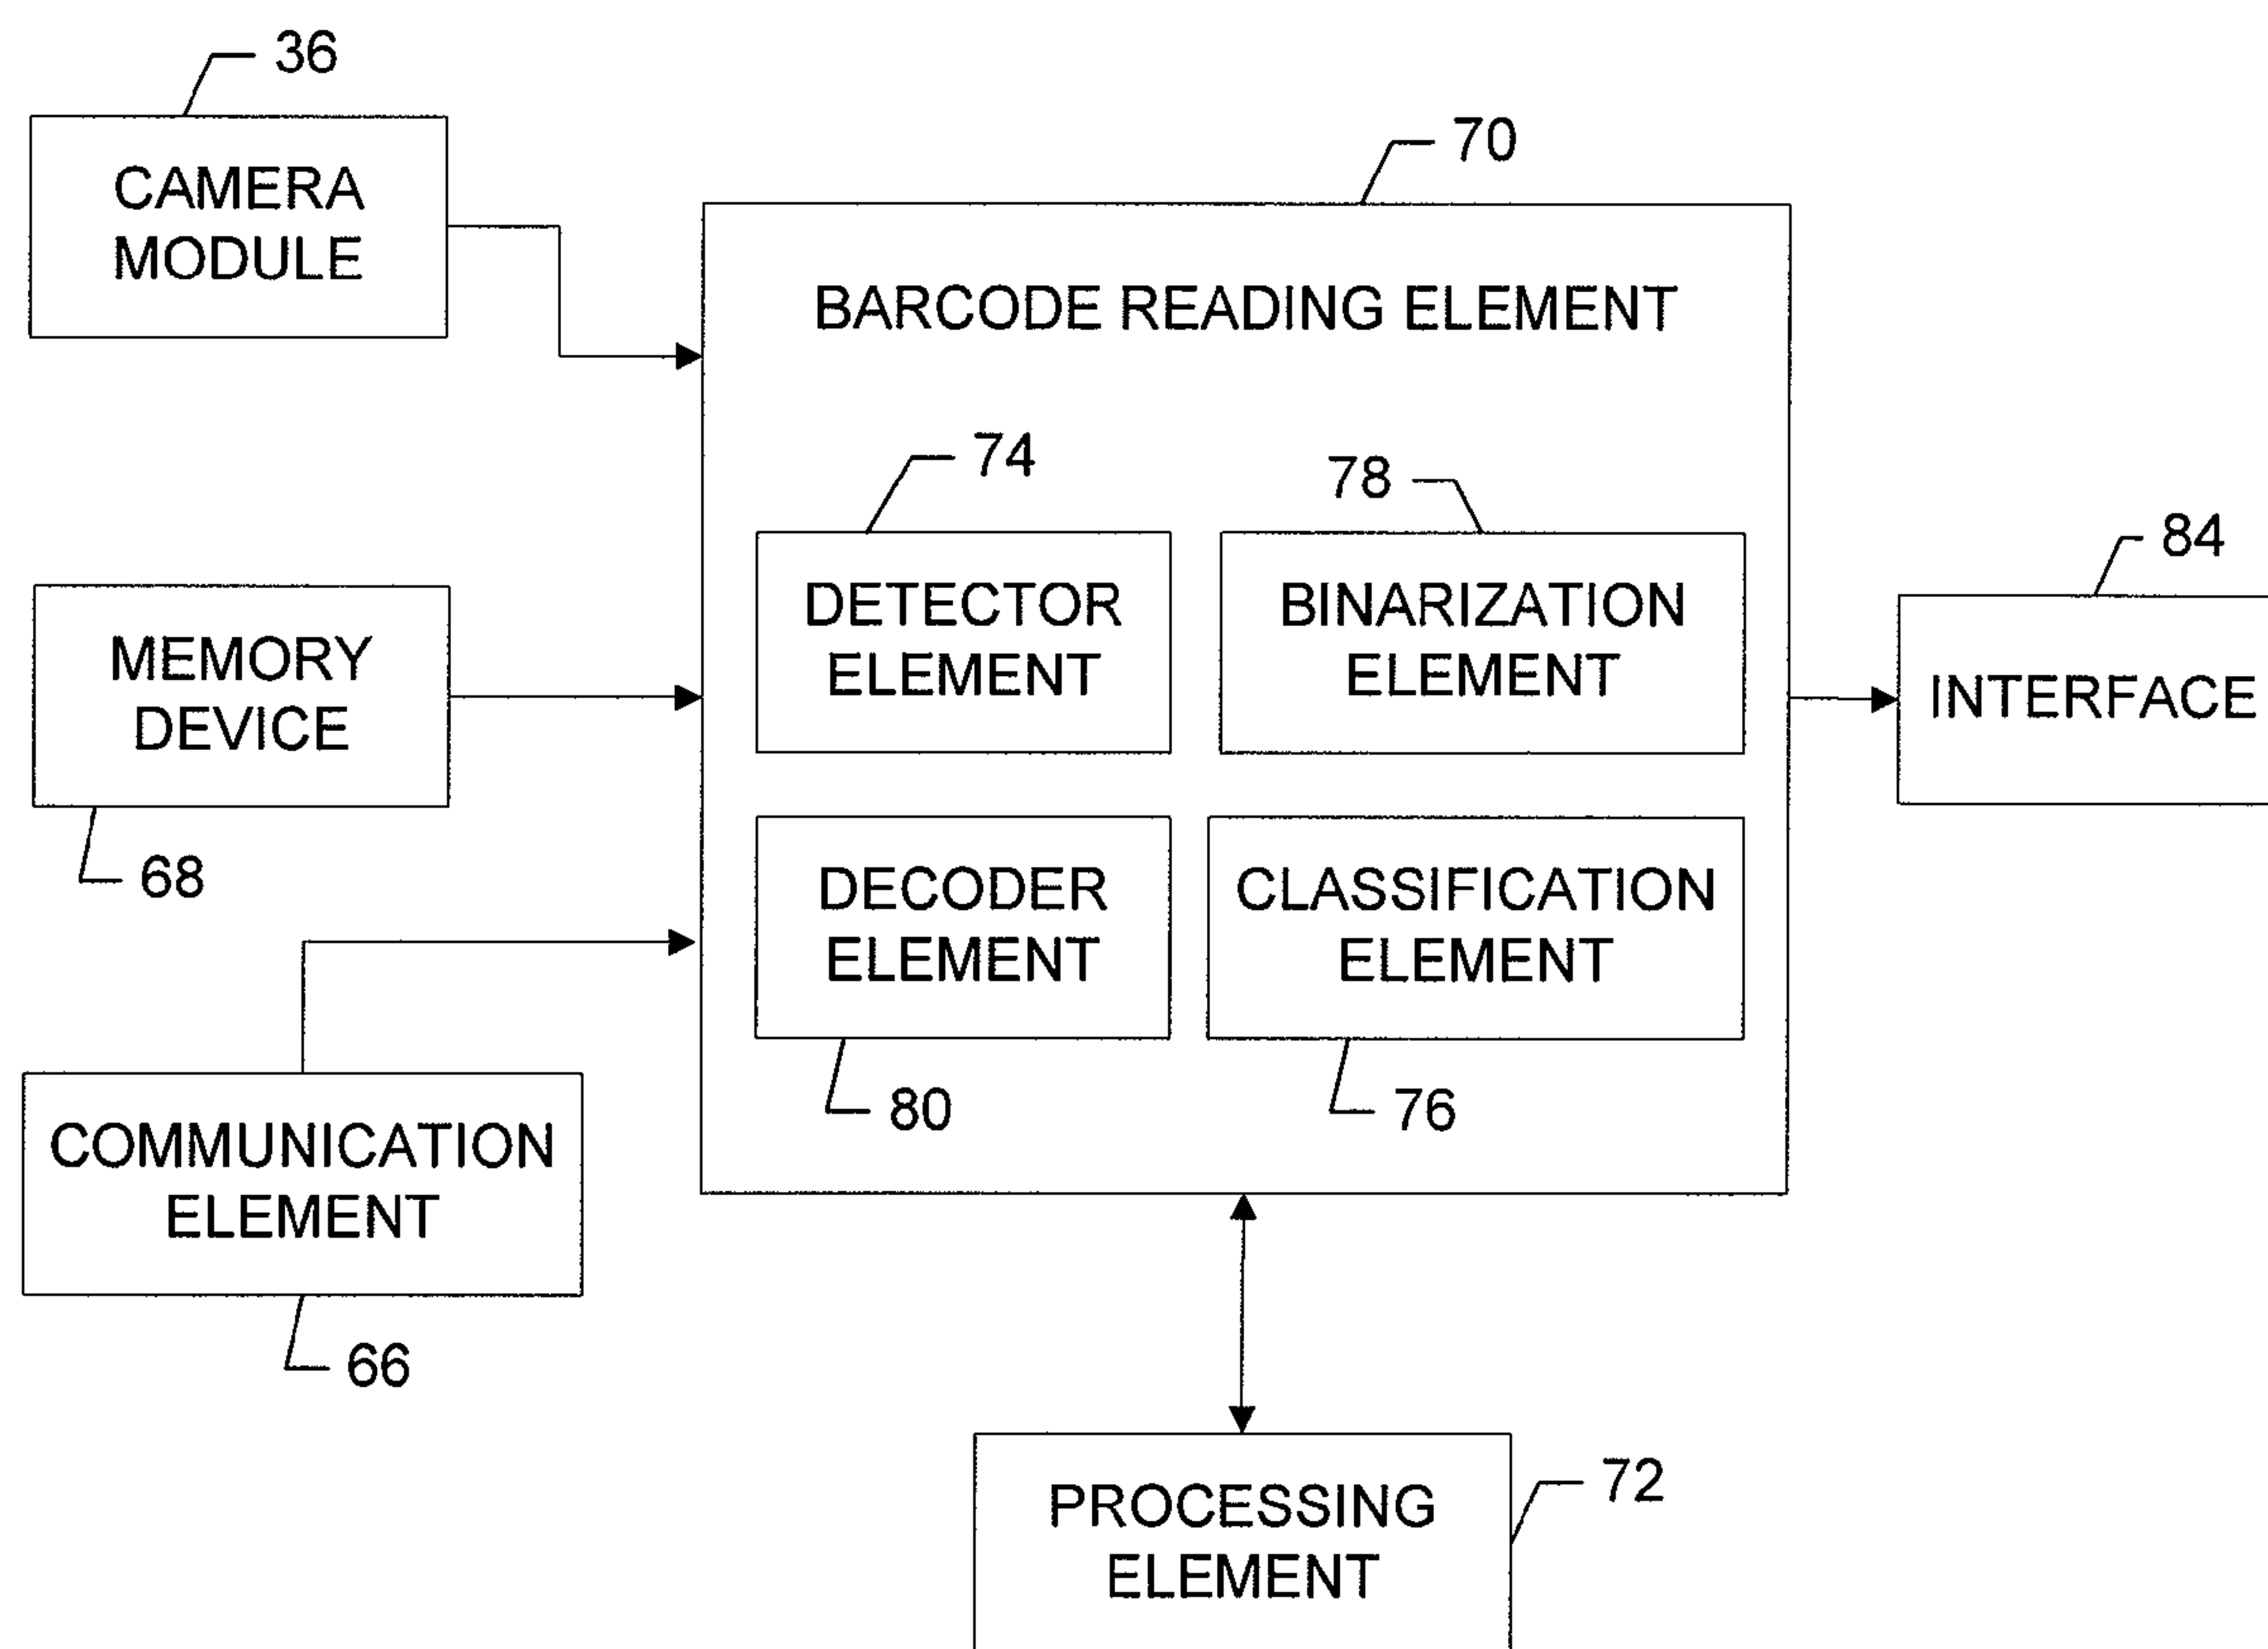 36
CAMERA
MODULE
70
BARCODE READING ELEMENT
74
DETECTOR
ELEMENT
78
BINARIZATION
ELEMENT
84
INTERFACE
MEMORY
DEVICE
68
DECODER
ELEMENT
80
CLASSIFICATION
ELEMENT
76
COMMUNICATION
ELEMENT
66
PROCESSING
ELEMENT
72